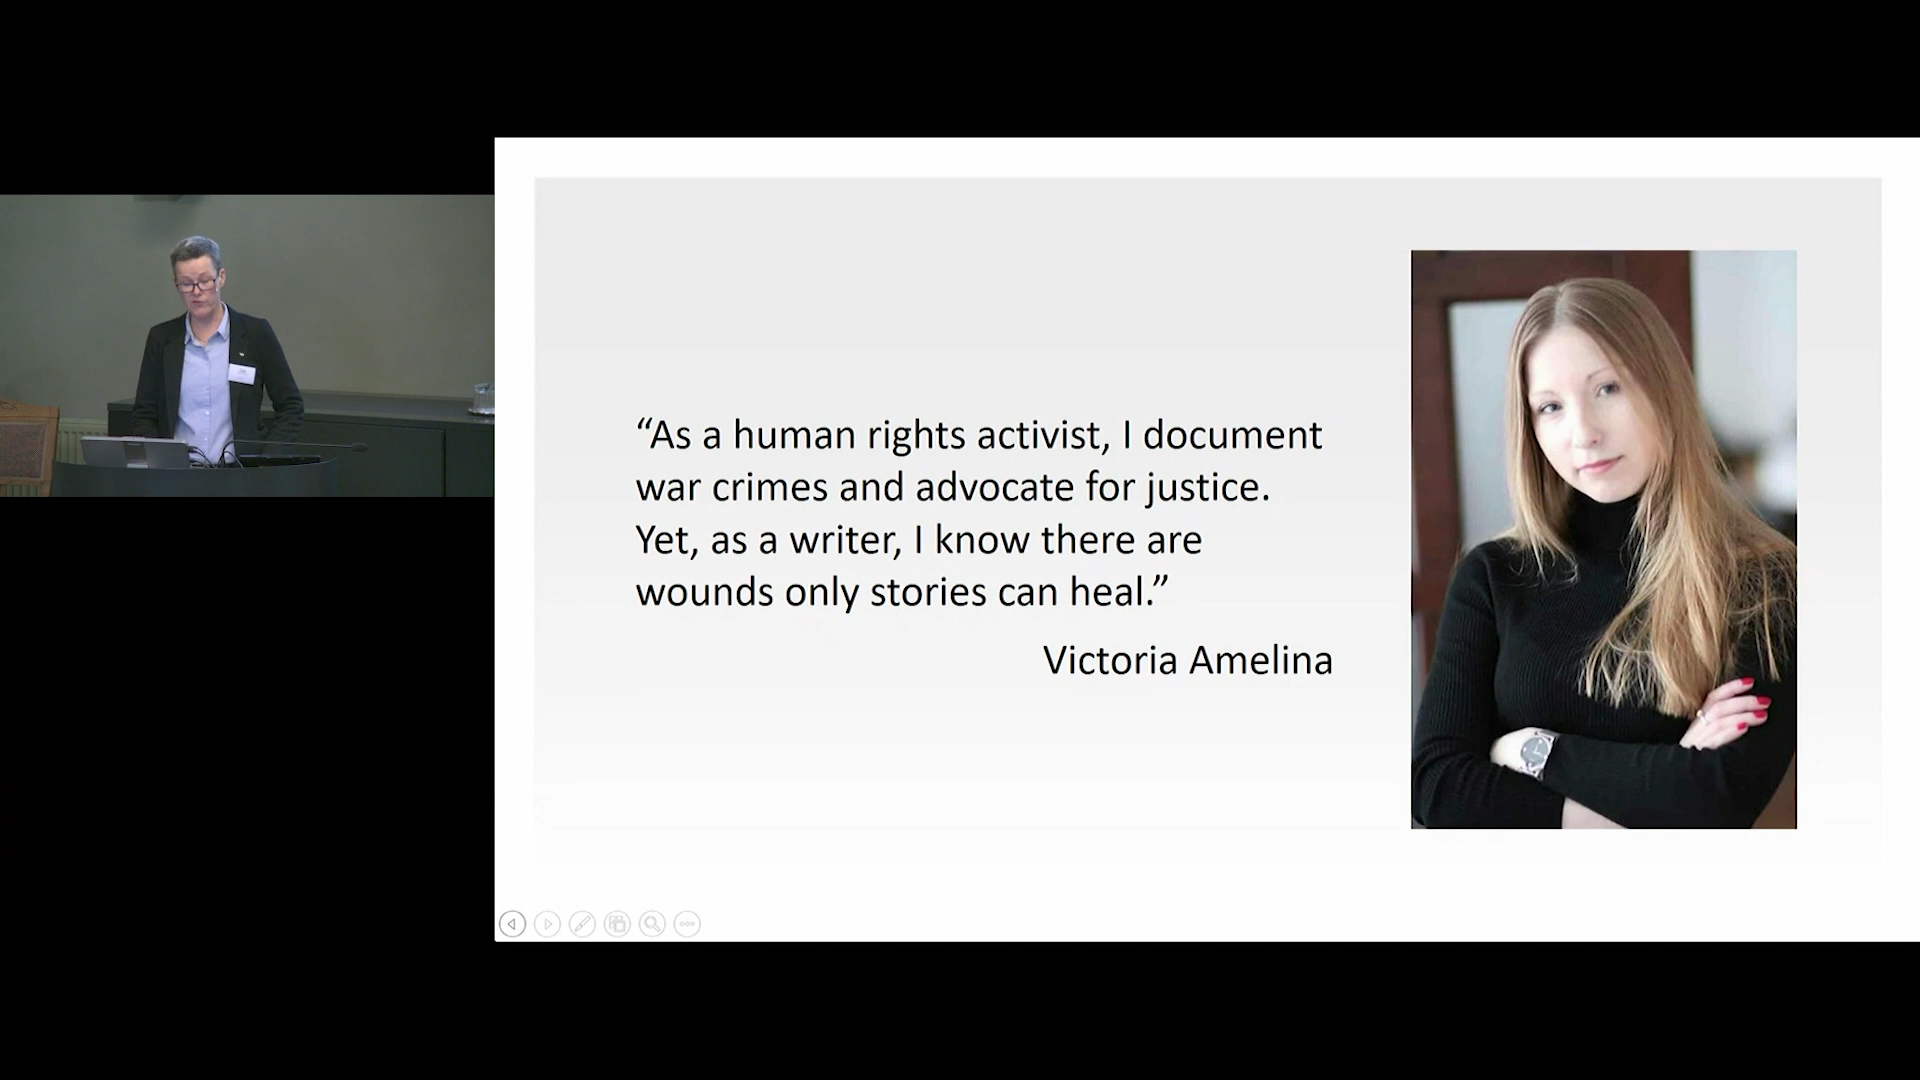 “As a human rights activist, I document
war crimes and advocate for justice.
Yet, as a writer, I know there are
wounds only stories can heal.”
Victoria Amelina